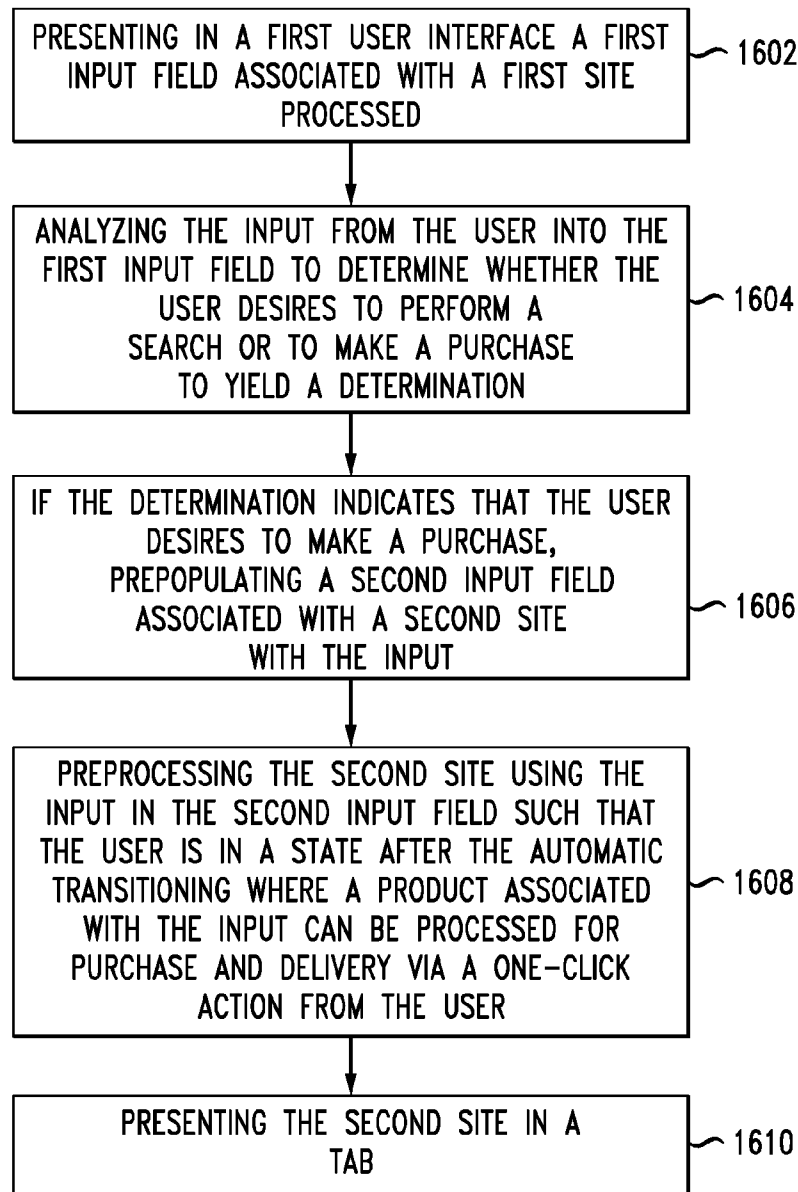 PRESENTING IN A FIRST USER INTERFACE A FIRST
INPUT FIELD ASSOCIATED WITH A FIRST SITE
PROCESSED
1602
ANALYZING THE INPUT FROM THE USER INTO THE
FIRST INPUT FIELD TO DETERMINE WHETHER THE
USER DESIRES TO PERFORM A
SEARCH OR TO MAKE A PURCHASE
TO YIELD A DETERMINATION
1604
IF THE DETERMINATION INDICATES THAT THE USER
DESIRES TO MAKE A PURCHASE,
PREPOPULATING A SECOND INPUT FIELD
ASSOCIATED WITH A SECOND SITE
WITH THE INPUT
1606
PREPROCESSING THE SECOND SITE USING THE
INPUT IN THE SECOND INPUT FIELD SUCH THAT
THE USER IS IN A STATE AFTER THE AUTOMATIC
TRANSITIONING WHERE A PRODUCT ASSOCIATED
WITH THE INPUT CAN BE PROCESSED FOR
PURCHASE AND DELIVERY VIA A ONE-CLICK
ACTION FROM THE USER
1608
PRESENTING THE SECOND SITE IN A
TAB
1610